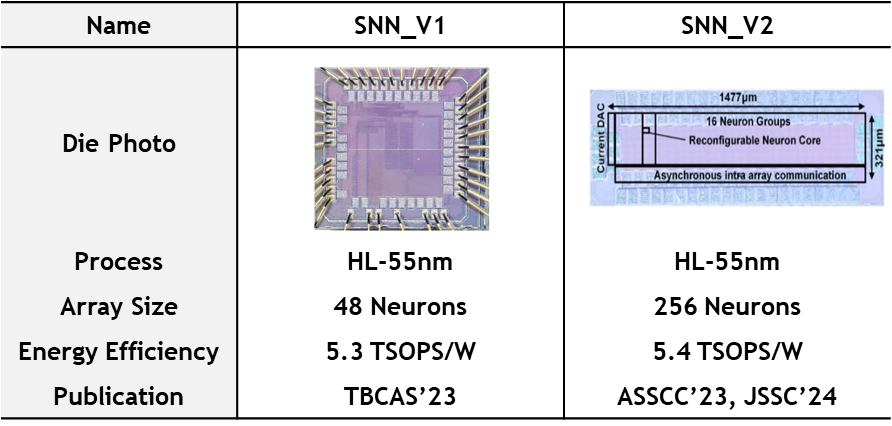 Name SNN_V1 SNN_V2
Die Photo
1477μm
Current DAC
16 Neuron Groups
Reconfigurable Neuron Core
321μm
Asynchronous intra array communication
Process HL-55nm HL-55nm
Array Size 48 Neurons 256 Neurons
Energy Efficiency 5.3 TSOPS/W 5.4 TSOPS/W
Publication TBCAS’23 ASSCC’23, JSSC’24